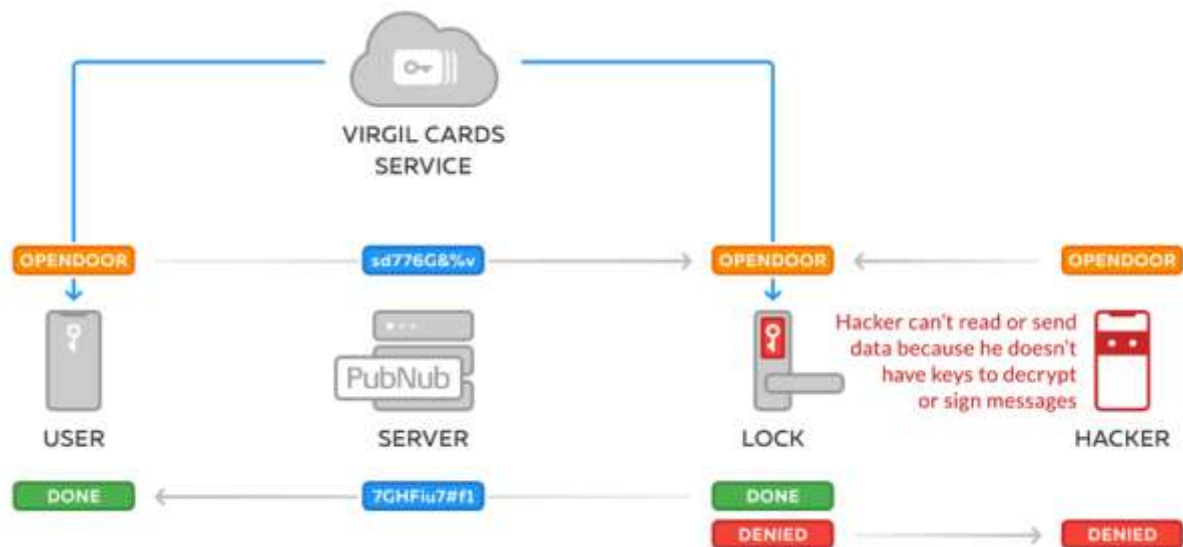 VIRGIL CARDS
SERVICE
OPENDOOR
sd776G&%v
OPENDOOR
OPENDOOR
Hacker can't read or send
data because he doesn't
have keys to decrypt
or sign messages
PubNub
USER
SERVER
LOCK
HACKER
DONE
7GHFiu7#f1
DONE
DENIED
DENIED